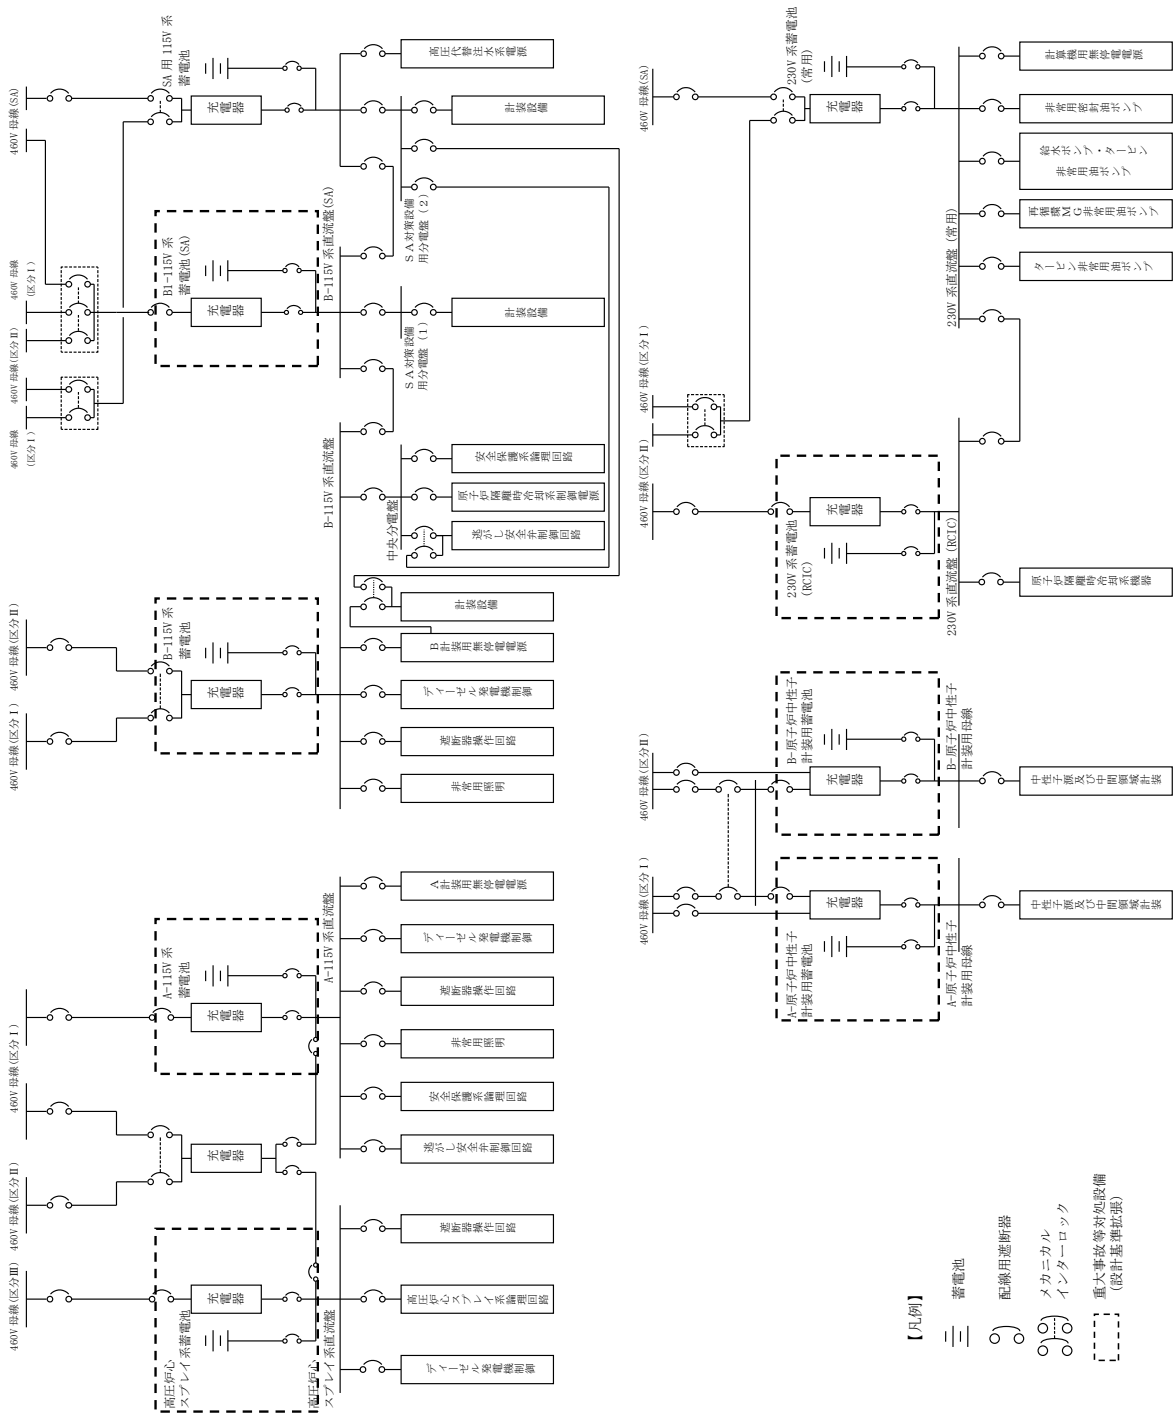 460V 母線(区分Ⅲ)
460V 母線(区分Ⅱ)
460V 母線(区分Ⅰ)
高圧炉心
スプレイ系蓄電池
充電器
充電器
A-115V 系
蓄電池
充電器
高圧炉心
スプレイ系直流盤
A-115V 系直流盤
ディーゼル発電機制御
高圧炉心スプレイ系論理回路
遮断器操作回路
逃がし安全弁制御回路
安全保護系論理回路
非常用照明
遮断器操作回路
ディーゼル発電機制御
A計装用無停電電源
460V 母線(区分Ⅰ)
460V 母線(区分Ⅱ)
B-115V 系
蓄電池
充電器
B-115V 系直流盤
非常用照明
遮断器操作回路
ディーゼル発電機制御
B計装用無停電電源
計装設備
中央分電盤
逃がし安全弁制御回路
原子炉隔離時冷却系制御電源
安全保護系論理回路
460V 母線
(区分Ⅰ)
460V 母線(区分Ⅱ)
460V 母線(区分Ⅱ)
460V 母線
(区分Ⅰ)
460V 母線(SA)
B1-115V 系
蓄電池(SA)
充電器
B-115V 系直流盤(SA)
SA対策設備
用分電盤(1)
計装設備
SA 用 115V 系
蓄電池
充電器
SA対策設備
用分電盤(2)
計装設備
高圧代替注水系電源
460V 母線(区分Ⅰ)
460V 母線(区分Ⅱ)
A-原子炉中性子
計装用蓄電池
充電器
A-原子炉中性子
計装用母線
中性子源及び中間領域計装
B-原子炉中性子
計装用蓄電池
充電器
B-原子炉中性子
計装用母線
中性子源及び中間領域計装
460V 母線(区分Ⅱ)
460V 母線(区分Ⅰ)
460V 母線(SA)
230V 系蓄電池
(RCIC)
充電器
230V 系直流盤(RCIC)
原子炉隔離時冷却系機器
230V 系蓄電池
(常用)
充電器
230V 系直流盤(常用)
タービン非常用油ポンプ
再循環MG非常用油ポンプ
給水ポンプ・タービン
非常用油ポンプ
非常用密封油ポンプ
計算機用無停電電源
【凡例】
蓄電池
配線用遮断器
メカニカル
インターロック
重大事故等対処設備
(設計基準拡張)